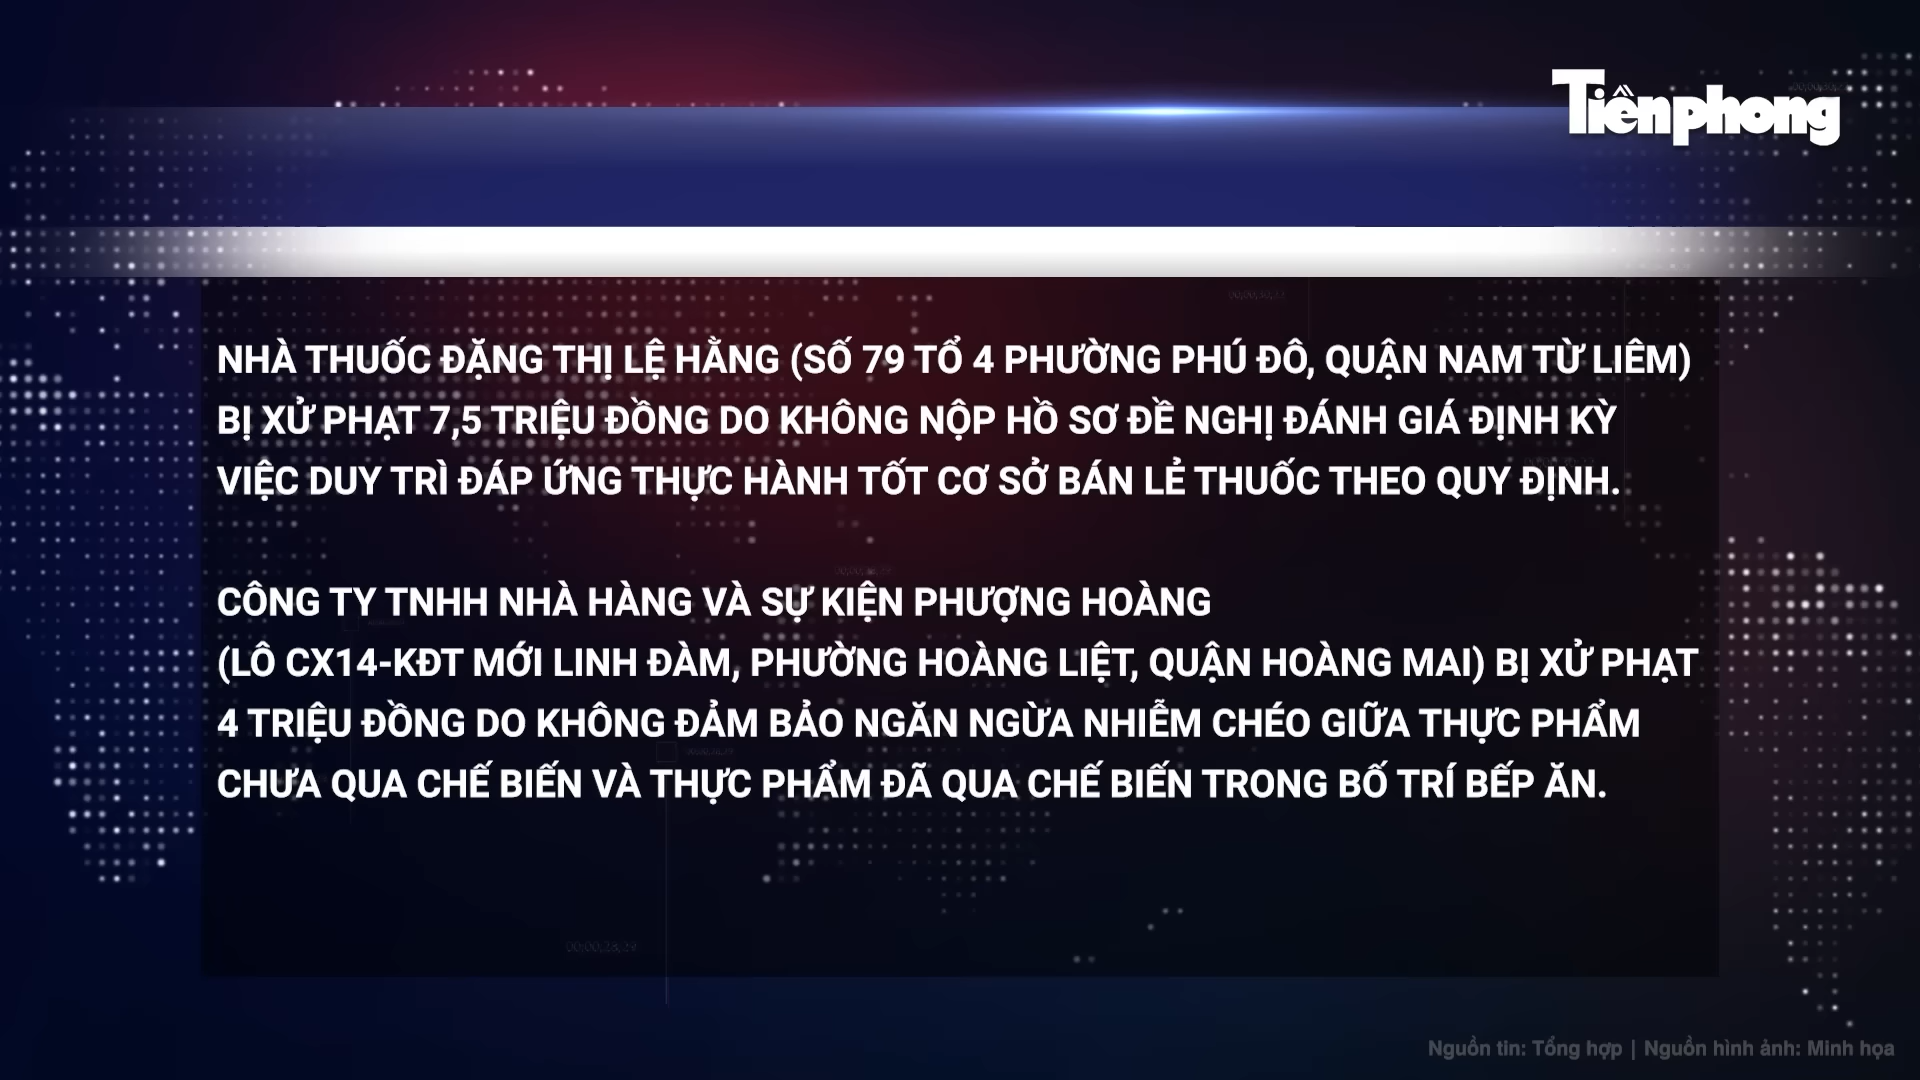 Tiềnphong
NHÀ THUỐC ĐẶNG THỊ LỆ HẰNG (SỐ 79 TỔ 4 PHƯỜNG PHÚ ĐÔ, QUẬN NAM TỪ LIÊM)
BỊ XỬ PHẠT 7,5 TRIỆU ĐỒNG DO KHÔNG NỘP HỒ SƠ ĐỀ NGHỊ ĐÁNH GIÁ ĐỊNH KỲ
VIỆC DUY TRÌ ĐÁP ỨNG THỰC HÀNH TỐT CƠ SỞ BÁN LẺ THUỐC THEO QUY ĐỊNH.
CÔNG TY TNHH NHÀ HÀNG VÀ SỰ KIỆN PHƯỢNG HOÀNG
(LÔ CX14-KĐT MỚI LINH ĐÀM, PHƯỜNG HOÀNG LIỆT, QUẬN HOÀNG MAI) BỊ XỬ PHẠT
4 TRIỆU ĐỒNG DO KHÔNG ĐẢM BẢO NGĂN NGỪA NHIỄM CHÉO GIỮA THỰC PHẨM
CHƯA QUA CHẾ BIẾN VÀ THỰC PHẨM ĐÃ QUA CHẾ BIẾN TRONG BỐ TRÍ BẾP ĂN.
Nguồn tin: Tổng hợp | Nguồn hình ảnh: Minh họa